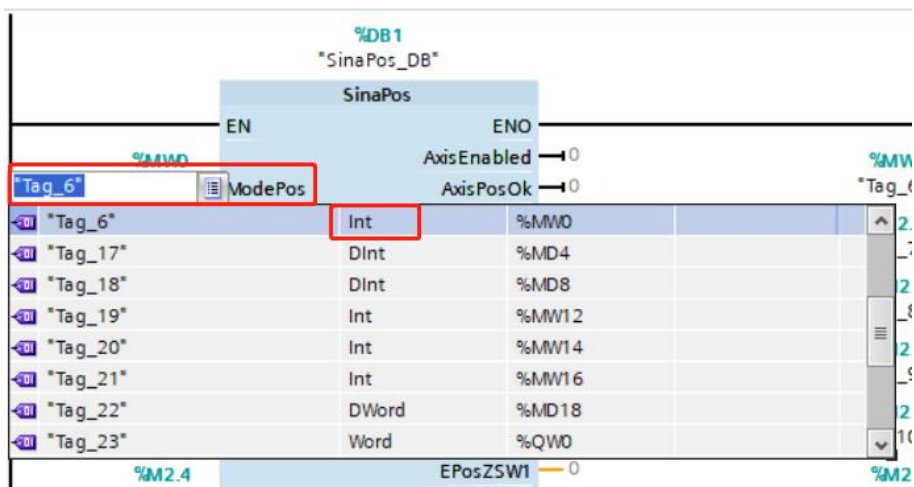 %DB1
"SinaPos_DB"
SinaPos
EN ENO
%MW0 AxisEnabled 0
"Tag_6" ModePos AxisPosOk 0 "Tag_6
"Tag_6" Int %MW0
"Tag_17" DInt %MD4
"Tag_18" DInt %MD8
"Tag_19" Int %MW12
"Tag_20" Int %MW14
"Tag_21" Int %MW16
"Tag_22" DWord %MD18
"Tag_23" Word %QW0
%M2.4 EPosZSW1 0 %M2